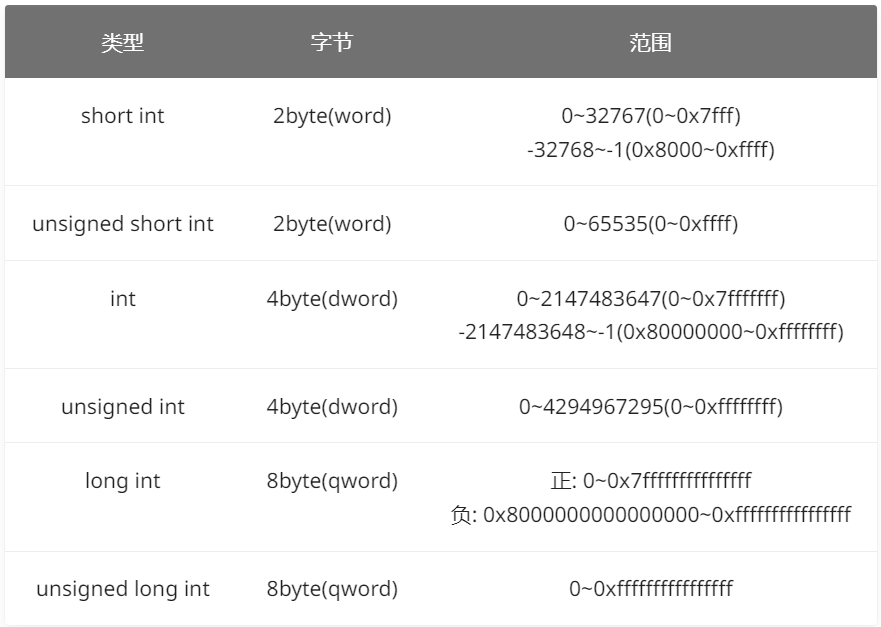 类型 字节 范围
short int 2byte(word) 0~32767(0~0x7fff)
-32768~-1(0x8000~0xffff)
unsigned short int 2byte(word) 0~65535(0~0xffff)
int 4byte(dword) 0~2147483647(0~0x7fffffff)
-2147483648~-1(0x80000000~0xffffffff)
unsigned int 4byte(dword) 0~4294967295(0~0xffffffff)
long int 8byte(qword) 正: 0~0x7fffffffffffffff
负: 0x8000000000000000~0xffffffffffffffff
unsigned long int 8byte(qword) 0~0xffffffffffffffff